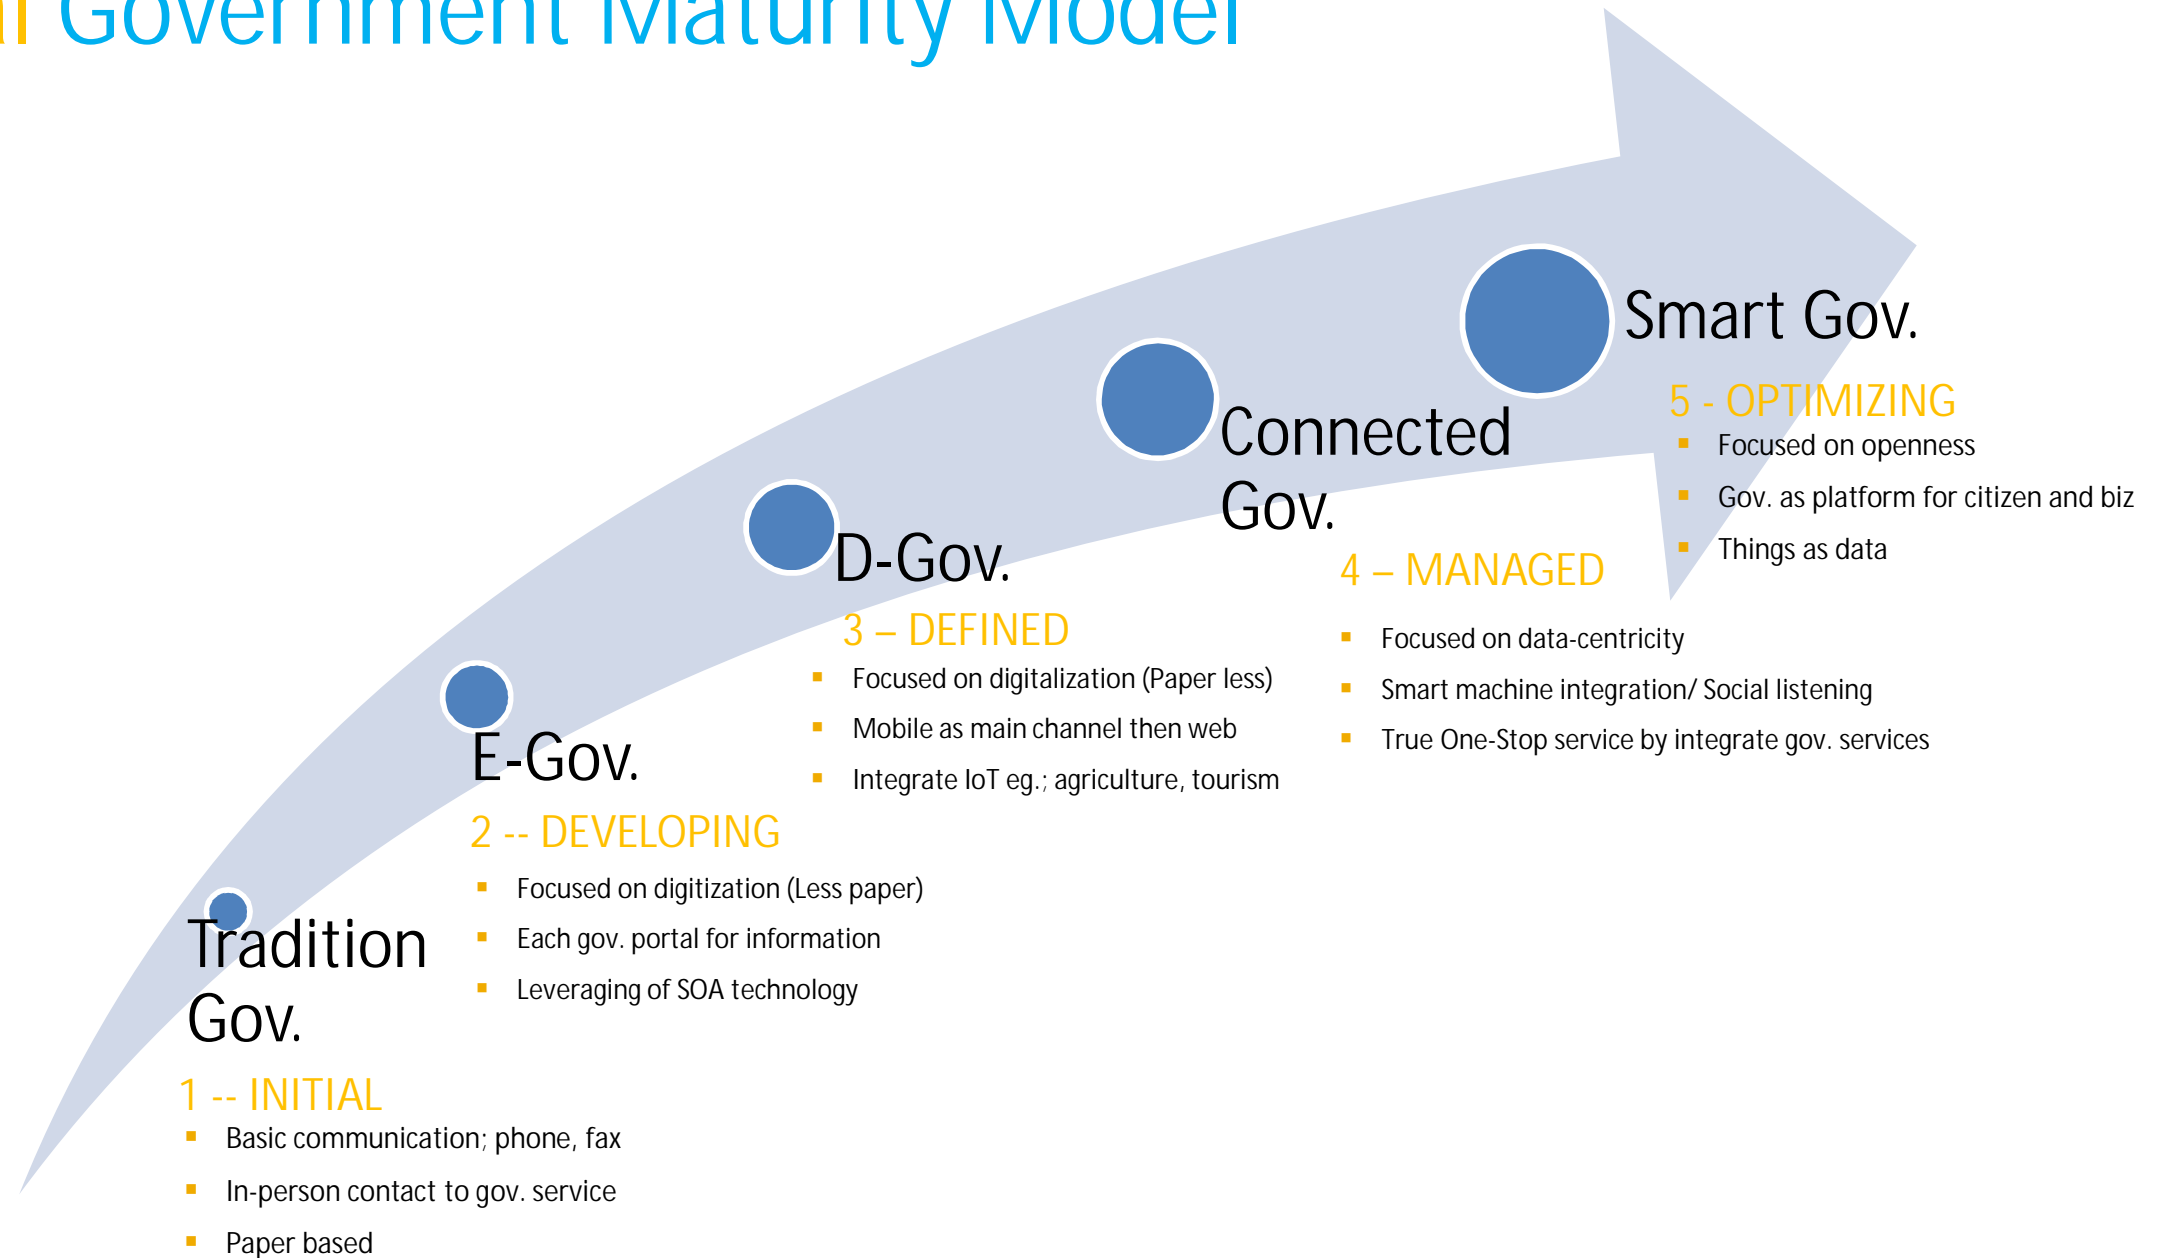 Government Maturity Model
Smart Gov.
5 - OPTIMIZING
▪ Focused on openness
▪ Gov. as platform for citizen and biz
▪ Things as data
Connected
Gov.
4 – MANAGED
▪ Focused on data-centricity
▪ Smart machine integration/ Social listening
▪ True One-Stop service by integrate gov. services
D-Gov.
3 – DEFINED
▪ Focused on digitalization (Paper less)
▪ Mobile as main channel then web
▪ Integrate IoT eg.; agriculture, tourism
E-Gov.
2 -- DEVELOPING
▪ Focused on digitization (Less paper)
▪ Each gov. portal for information
▪ Leveraging of SOA technology
Tradition
Gov.
1 -- INITIAL
▪ Basic communication; phone, fax
▪ In-person contact to gov. service
▪ Paper based